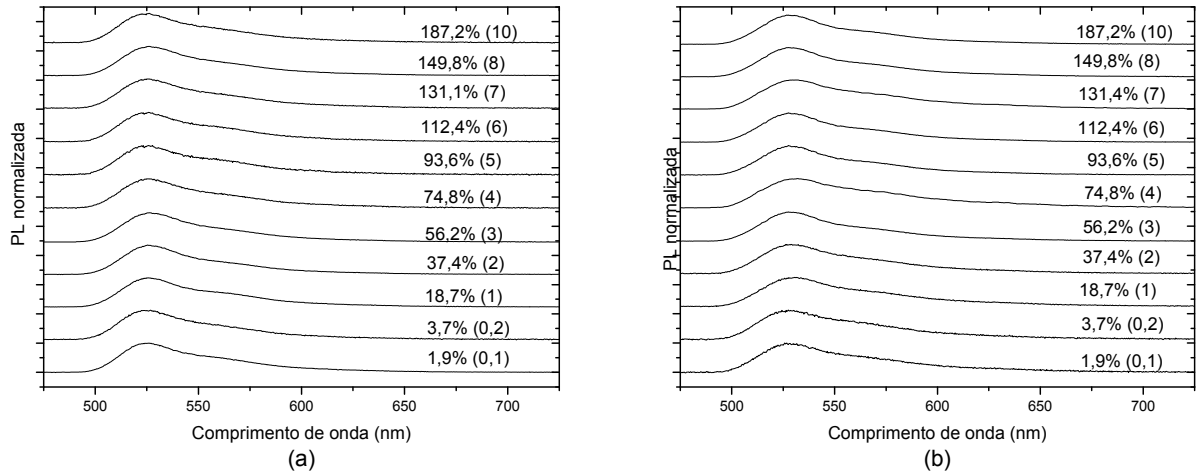 PL normalizada
187,2% (10)
149,8% (8)
131,1% (7)
112,4% (6)
93,6% (5)
74,8% (4)
56,2% (3)
37,4% (2)
18,7% (1)
3,7% (0,2)
1,9% (0,1)
500 550 600 650 700
Comprimento de onda (nm)
(a)
PL normalizada
187,2% (10)
149,8% (8)
131,4% (7)
112,4% (6)
93,6% (5)
74,8% (4)
56,2% (3)
37,4% (2)
18,7% (1)
3,7% (0,2)
1,9% (0,1)
500 550 600 650 700
Comprimento de onda (nm)
(b)